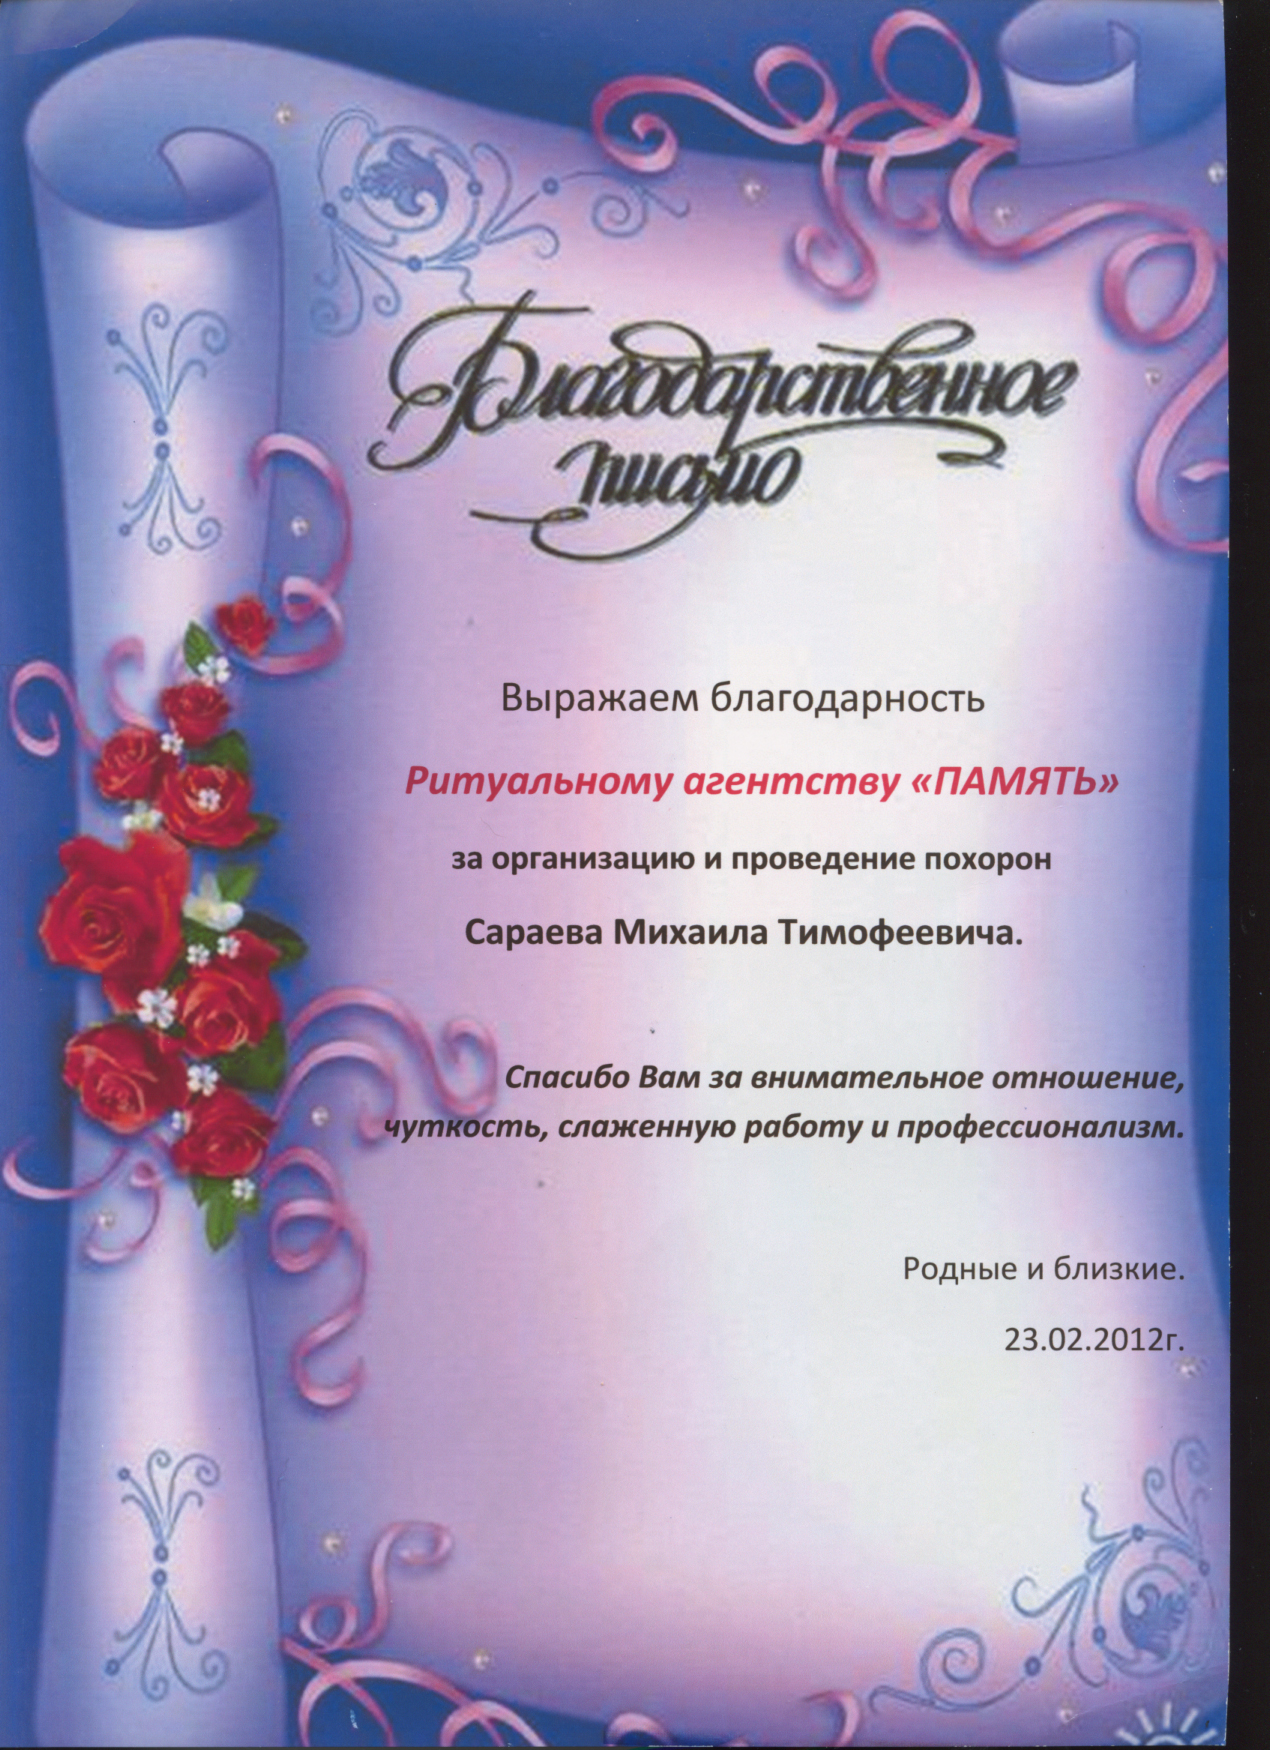 Благодарственное
письмо
Выражаем благодарность
Ритуальному агентству «ПАМЯТЬ»
за организацию и проведение похорон
Сараева Михаила Тимофеевича.
Спасибо Вам за внимательное отношение,
чуткость, слаженную работу и профессионализм.
Родные и близкие.
23.02.2012г.